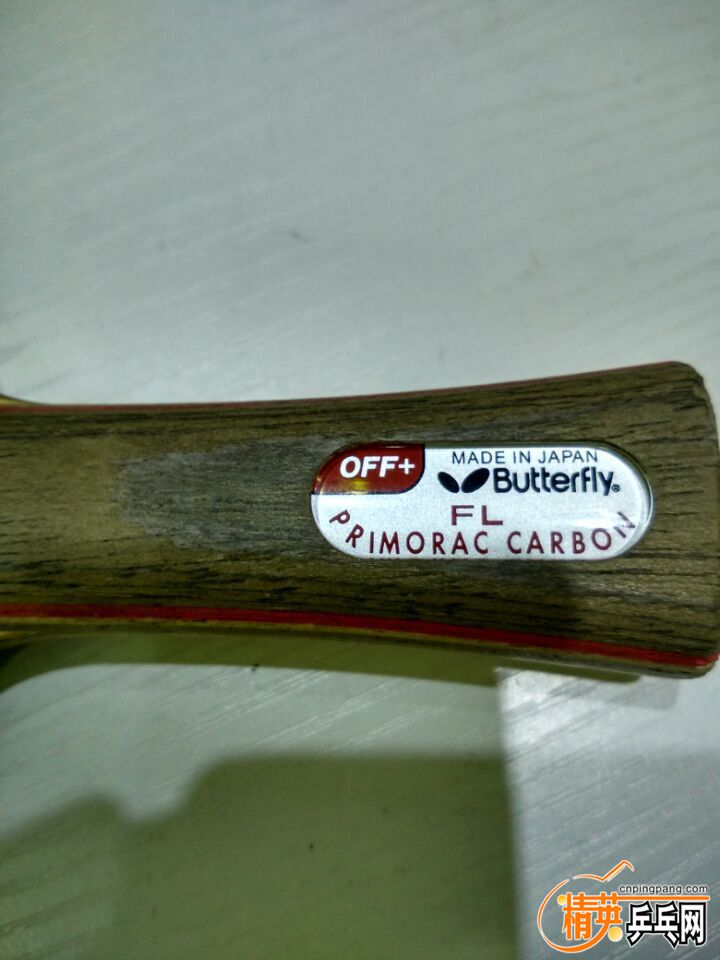 OFF+
MADE IN JAPAN
Butterfly®
FL
PRIMORAC CARBON
cnpingpang.com
精英乒乓网